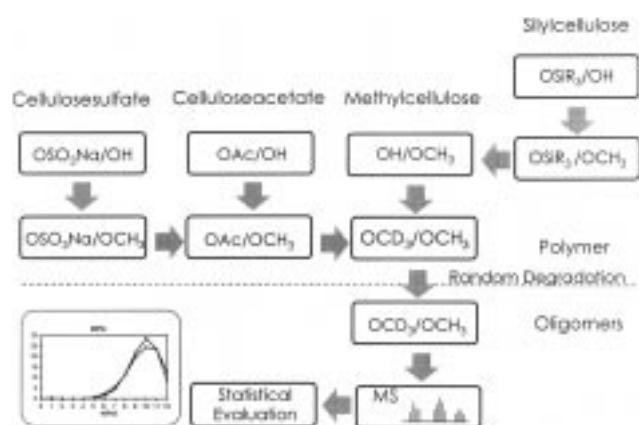 Silylcellulose
OSiR₃/OH
Cellulosesulfate Celluloseacetate Methylcellulose
OSO₃Na/OH OAc/OH OH/OCH₃ OSiR₃/OCH₃
OSO₃Na/OCH₃ OAc/OCH₃ OCD₃/OCH₃ Polymer
Random Degradation
OCD₃/OCH₃ Oligomers
Statistical
Evaluation
MS